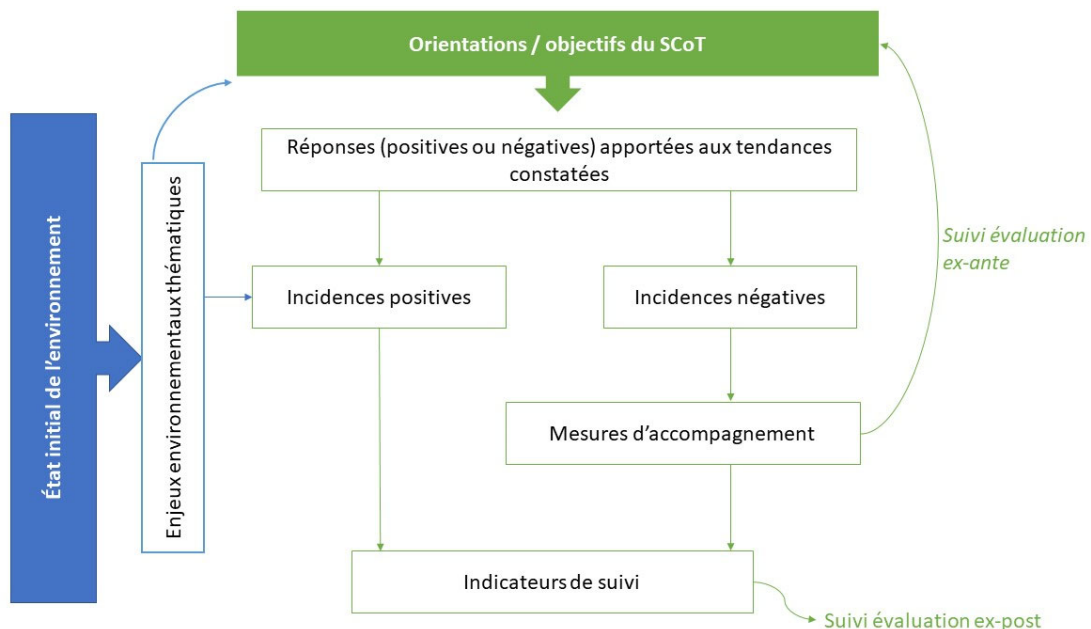 Orientations / objectifs du SCoT
Réponses (positives ou négatives) apportées aux tendances
constatées
État initial de l'environnement
Enjeux environnementaux thématiques
Incidences positives
Incidences négatives
Suivi évaluation
ex-ante
Mesures d'accompagnement
Indicateurs de suivi
Suivi évaluation ex-post